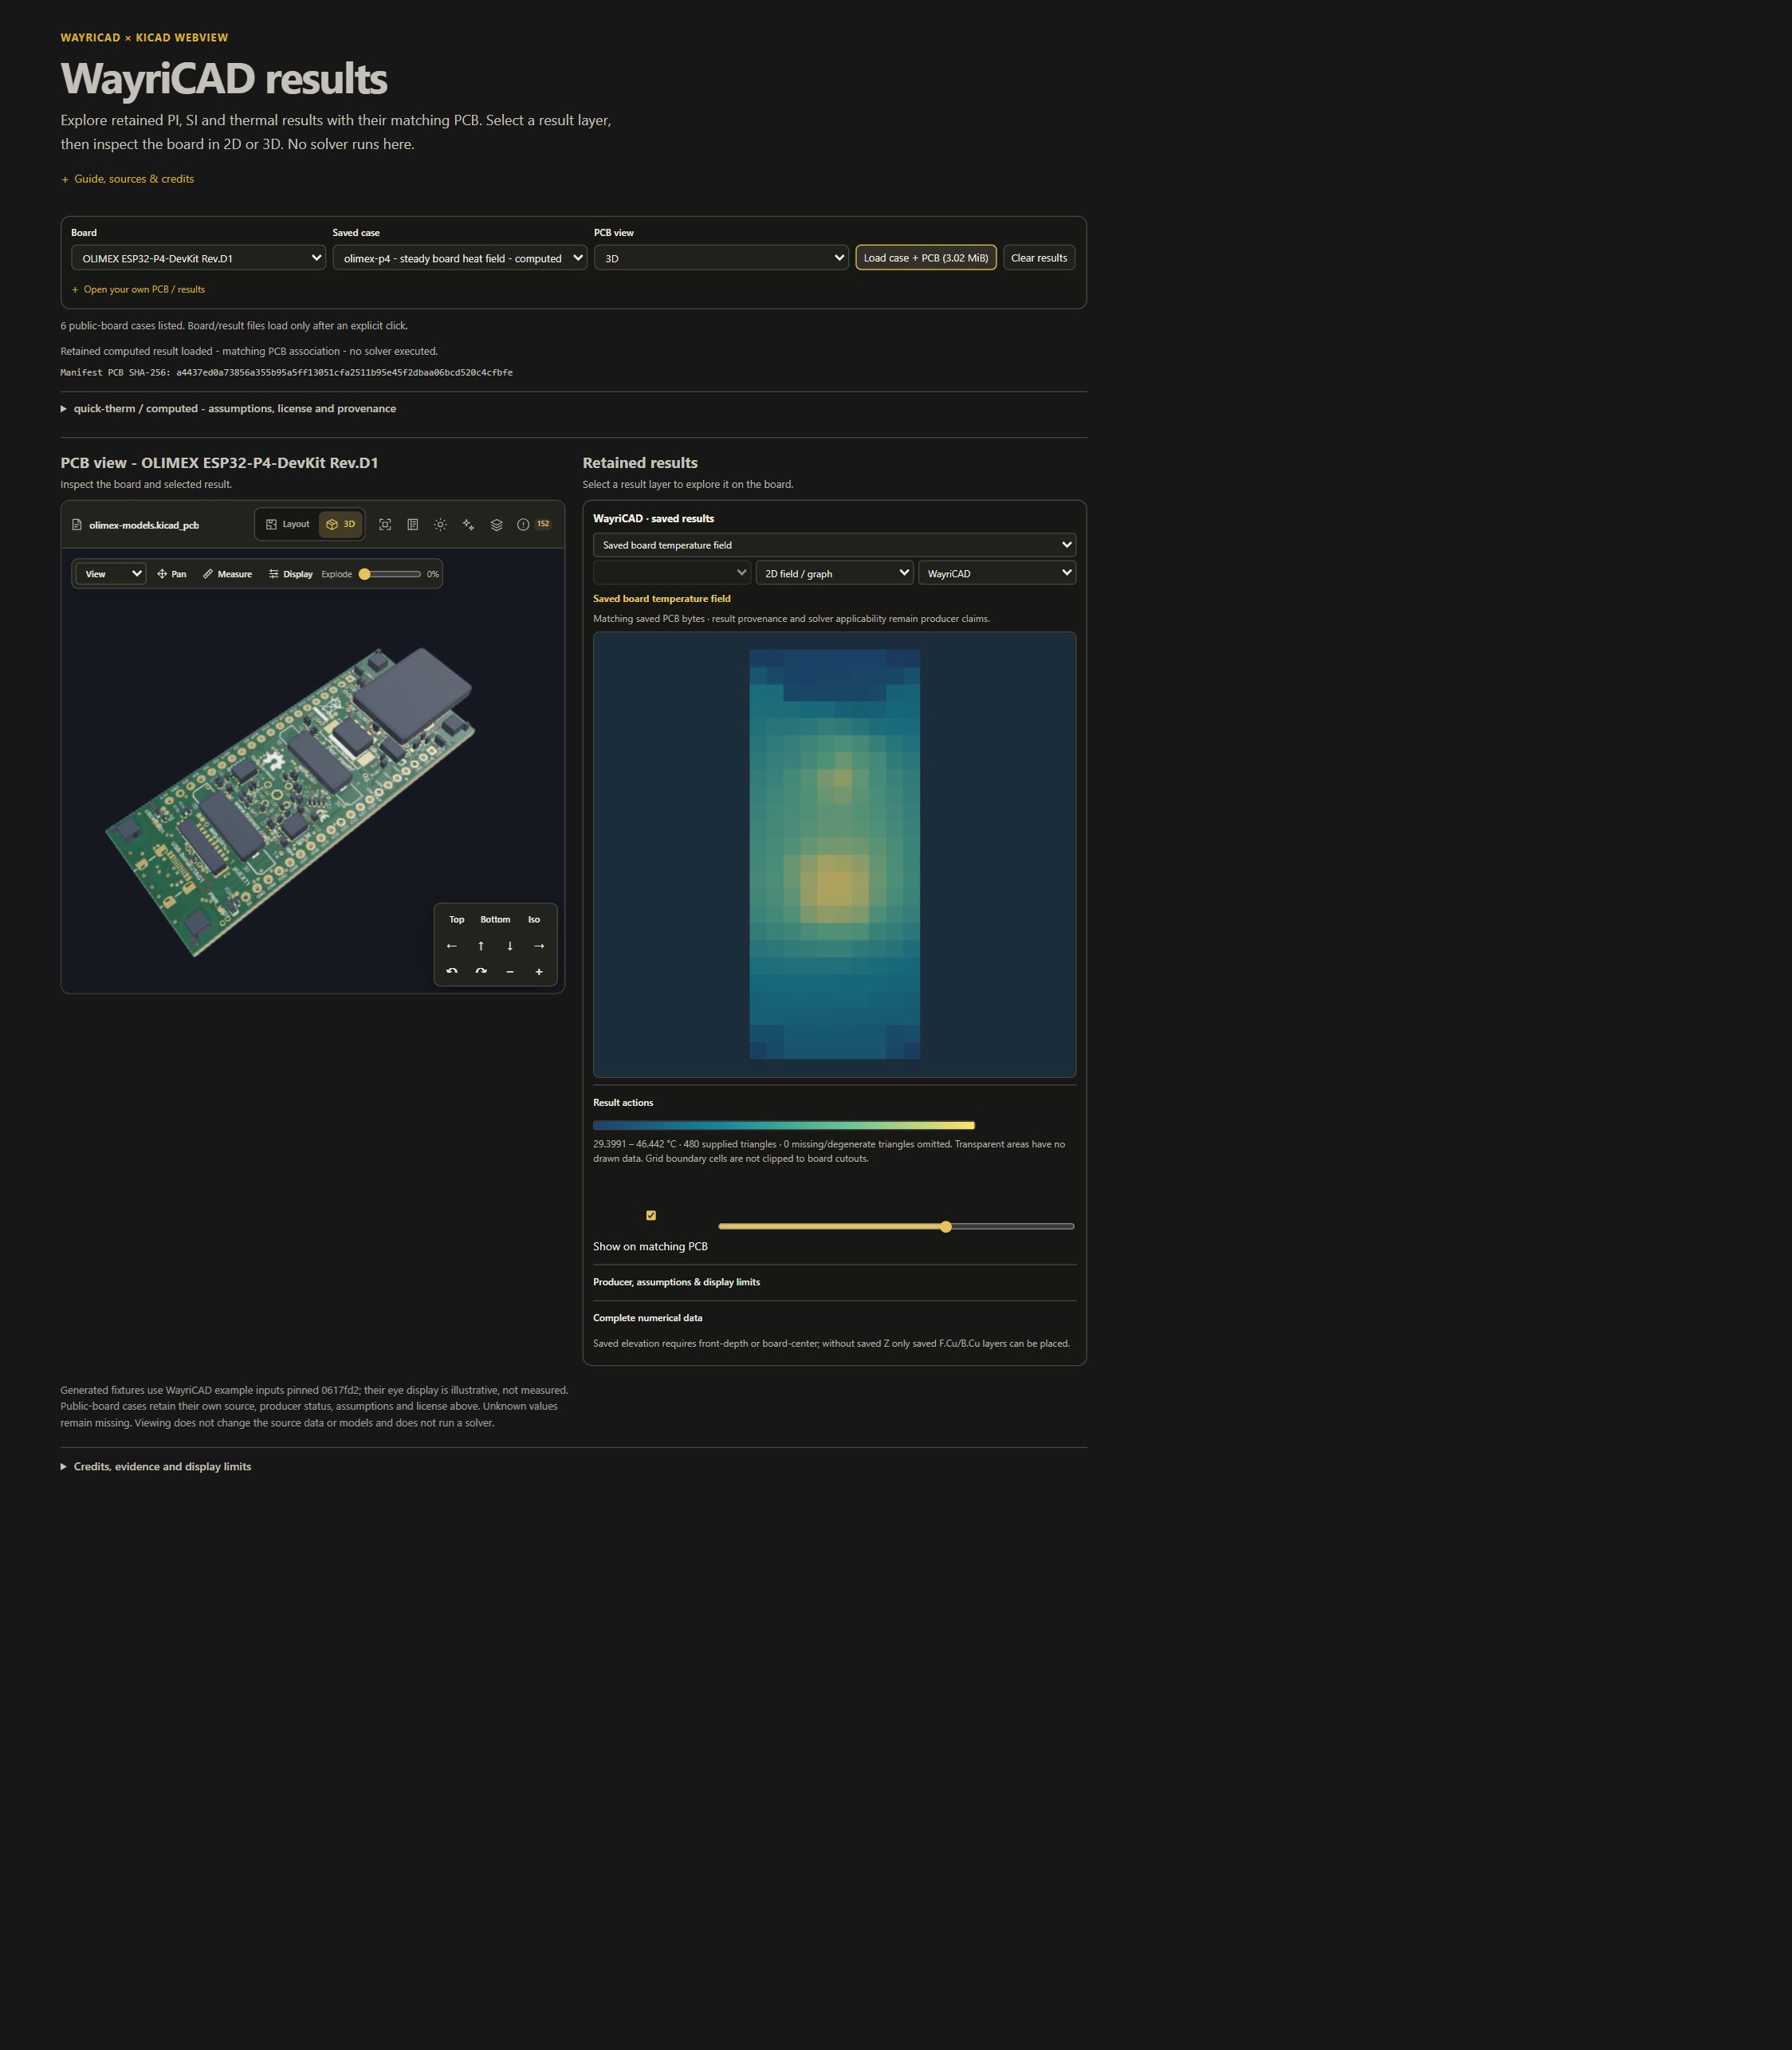 WAYRICAD × KICAD WEBVIEW
WayriCAD results
Explore retained PI, SI and thermal results with their matching PCB. Select a result layer,
then inspect the board in 2D or 3D. No solver runs here.
+ Guide, sources & credits
Board Saved case PCB view
OLIMEX ESP32-P4-DevKit Rev.D1 olimex-p4 - steady board heat field - computed 3D Load case + PCB (3.02 MiB) Clear results
+ Open your own PCB / results
6 public-board cases listed. Board/result files load only after an explicit click.
Retained computed result loaded - matching PCB association - no solver executed.
Manifest PCB SHA-256: a4437ed0a73856a355b95a5ff13051cfa2511b95e45f2dbaa06bcd520c4cfbfe
quick-therm / computed - assumptions, license and provenance
PCB view - OLIMEX ESP32-P4-DevKit Rev.D1
Inspect the board and selected result.
olimex-models.kicad_pcb Layout 3D 152
View Pan Measure Display Explode 0%
Top Bottom Iso
Retained results
Select a result layer to explore it on the board.
WayriCAD · saved results
Saved board temperature field
2D field / graph WayriCAD
Saved board temperature field
Matching saved PCB bytes · result provenance and solver applicability remain producer claims.
Result actions
29.3991 – 46.442 °C · 480 supplied triangles · 0 missing/degenerate triangles omitted. Transparent areas have no
drawn data. Grid boundary cells are not clipped to board cutouts.
Show on matching PCB
Producer, assumptions & display limits
Complete numerical data
Saved elevation requires front-depth or board-center; without saved Z only saved F.Cu/B.Cu layers can be placed.
Generated fixtures use WayriCAD example inputs pinned 0617fd2; their eye display is illustrative, not measured.
Public-board cases retain their own source, producer status, assumptions and license above. Unknown values
remain missing. Viewing does not change the source data or models and does not run a solver.
Credits, evidence and display limits